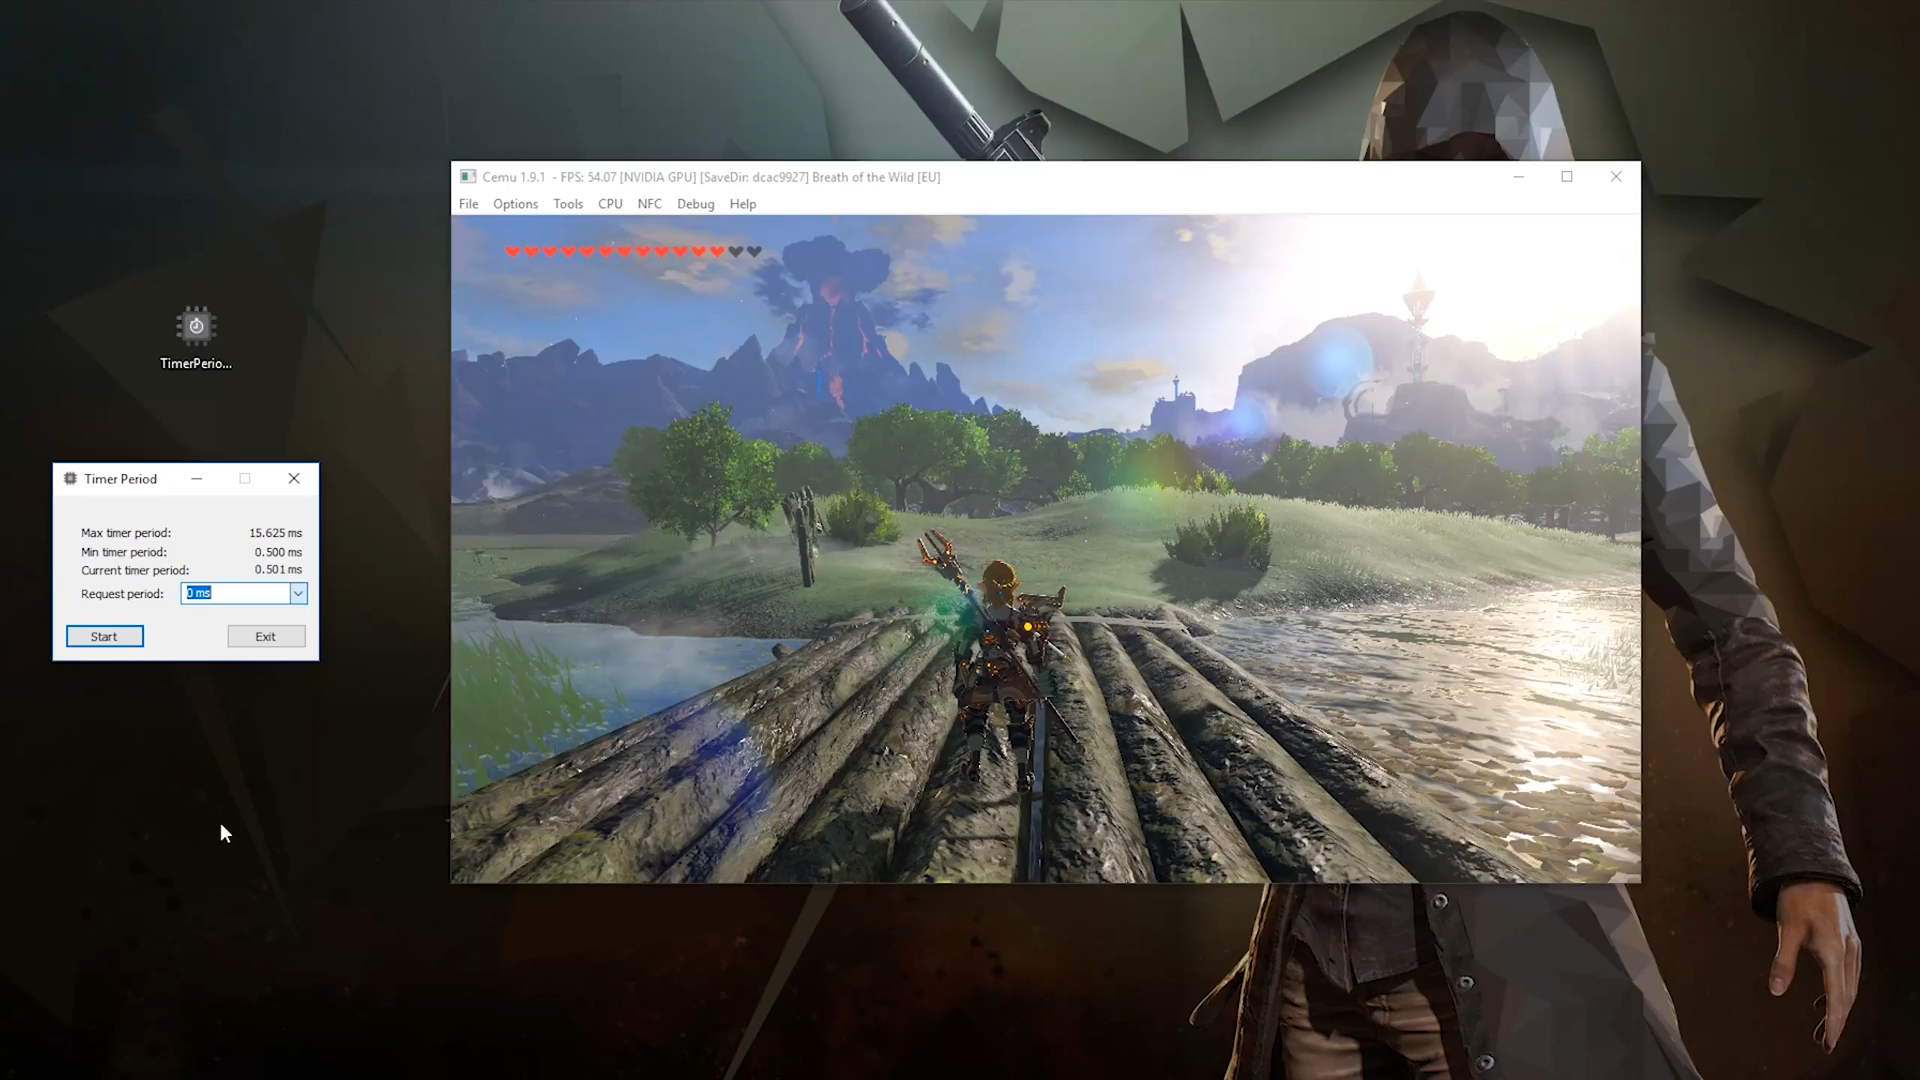 Cemu 1.9.1 - FPS: 54.07 [NVIDIA GPU] [SaveDir: dcac9927] Breath of the Wild [EU]
File Options Tools CPU NFC Debug Help
TimerPerio...
Timer Period
Max timer period: 15.625 ms
Min timer period: 0.500 ms
Current timer period: 0.501 ms
Request period: 0 ms
Start Exit